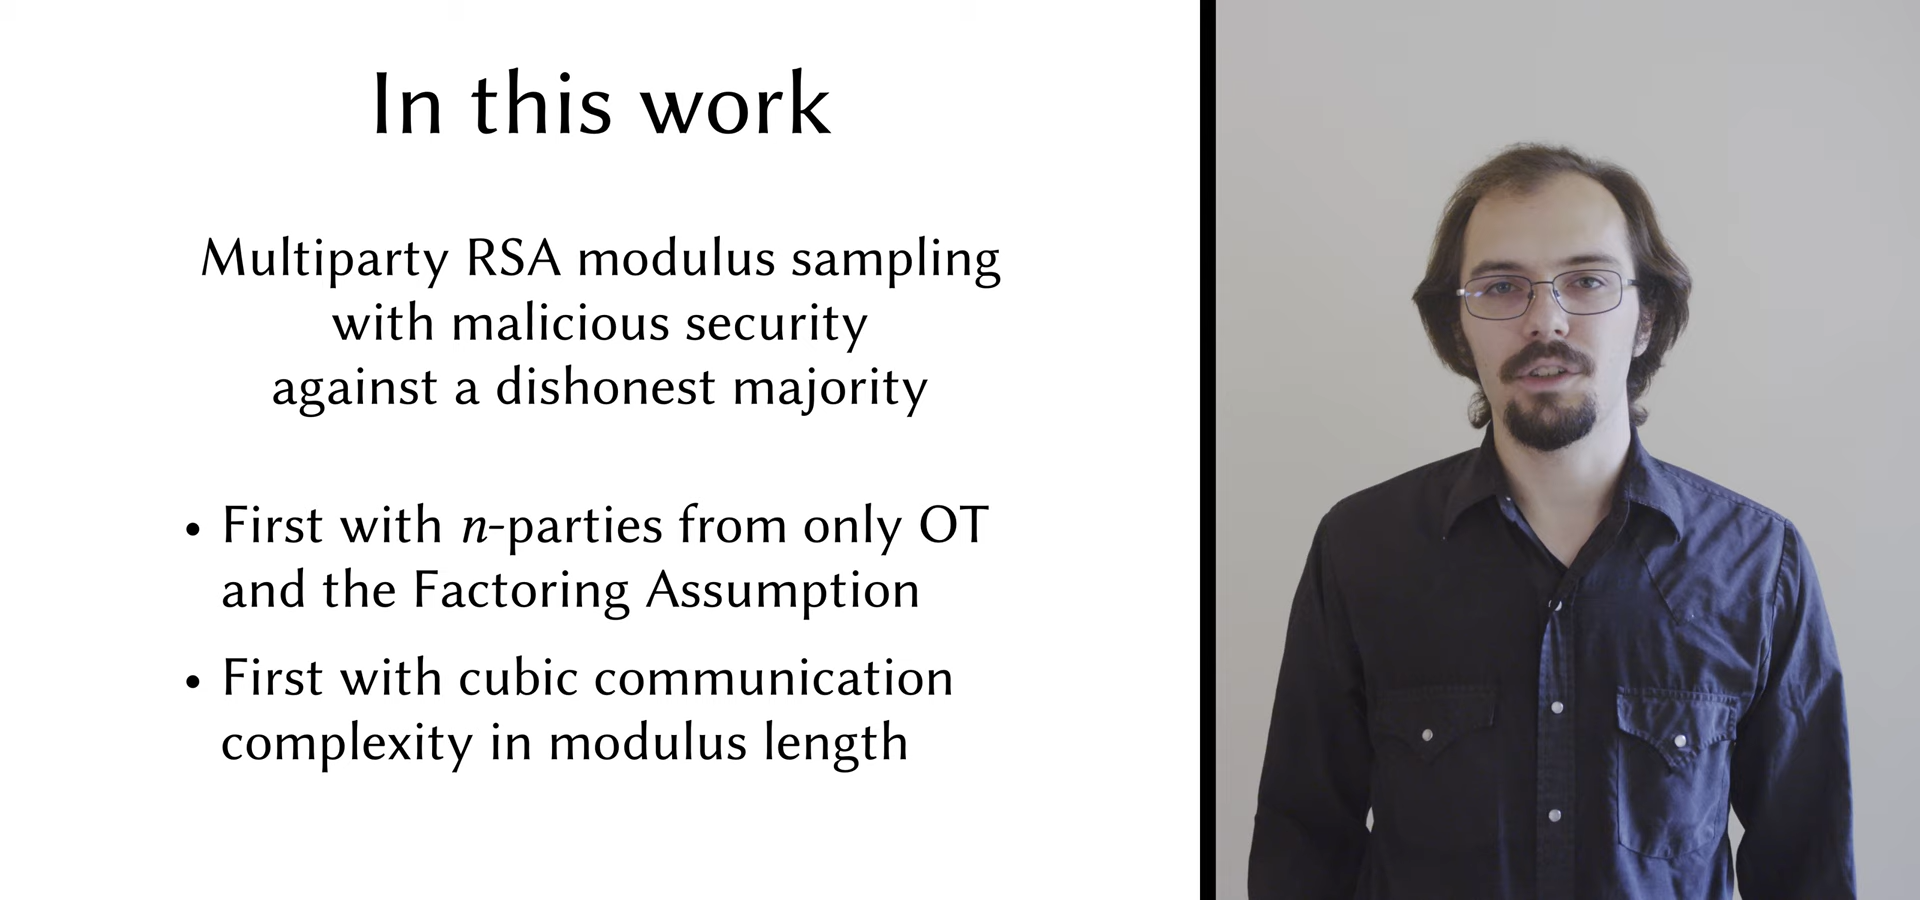 In this work
Multiparty RSA modulus sampling
with malicious security
against a dishonest majority
• First with n-parties from only OT
and the Factoring Assumption
• First with cubic communication
complexity in modulus length